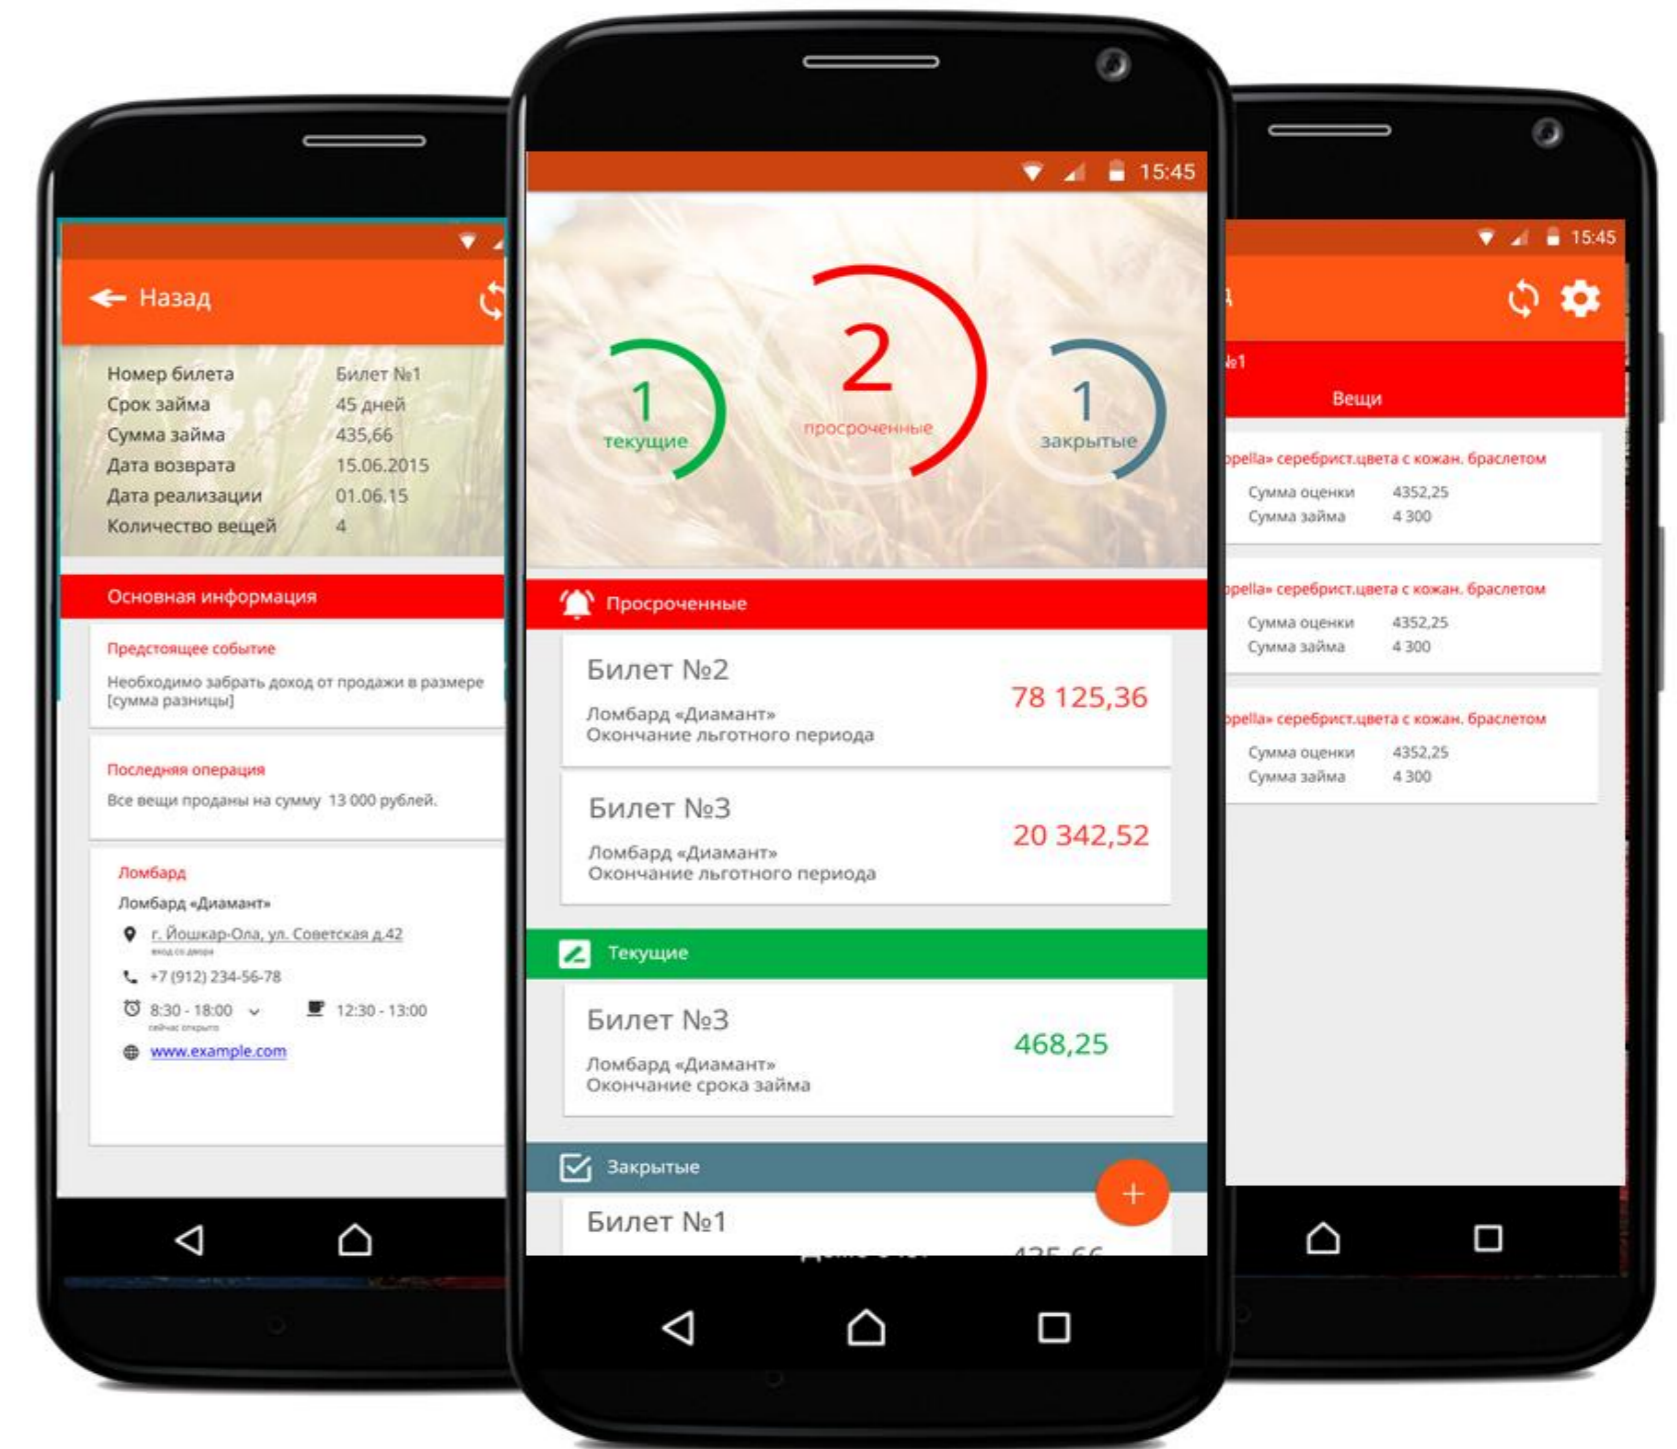 Назад
Номер билета Билет №1
Срок займа 45 дней
Сумма займа 435,66
Дата возврата 15.06.2015
Дата реализации 01.06.15
Количество вещей 4
Основная информация
Предстоящее событие
Необходимо забрать доход от продажи в размере
[сумма разницы]
Последняя операция
Все вещи проданы на сумму 13 000 рублей.
Ломбард
Ломбард «Диамант»
г. Йошкар-Ола, ул. Советская д.42
вход со двора
+7 (912) 234-56-78
8:30 - 18:00 12:30 - 13:00
сейчас открыто
www.example.com
15:45
1
текущие
2
просроченные
1
закрытые
Просроченные
Билет №2
78 125,36
Ломбард «Диамант»
Окончание льготного периода
Билет №3
20 342,52
Ломбард «Диамант»
Окончание льготного периода
Текущие
Билет №3
468,25
Ломбард «Диамант»
Окончание срока займа
Закрытые
+
Билет №1
435,66
15:45
№1
Вещи
серебрист.цвета с кожан. браслетом
Сумма оценки 4352,25
Сумма займа 4 300
серебрист.цвета с кожан. браслетом
Сумма оценки 4352,25
Сумма займа 4 300
серебрист.цвета с кожан. браслетом
Сумма оценки 4352,25
Сумма займа 4 300